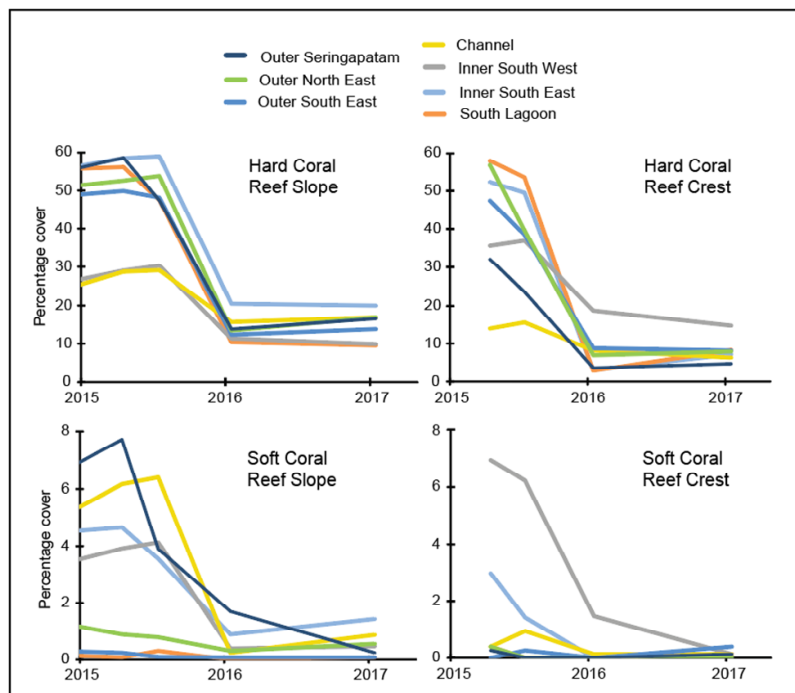 Outer Seringapatam
Outer North East
Outer South East
Channel
Inner South West
Inner South East
South Lagoon
Hard Coral
Reef Slope
Percentage cover
60
50
40
30
20
10
0
2015
2016
2017
Hard Coral
Reef Crest
60
50
40
30
20
10
0
2015
2016
2017
Soft Coral
Reef Slope
Percentage cover
8
6
4
2
0
2015
2016
2017
Soft Coral
Reef Crest
8
6
4
2
0
2015
2016
2017